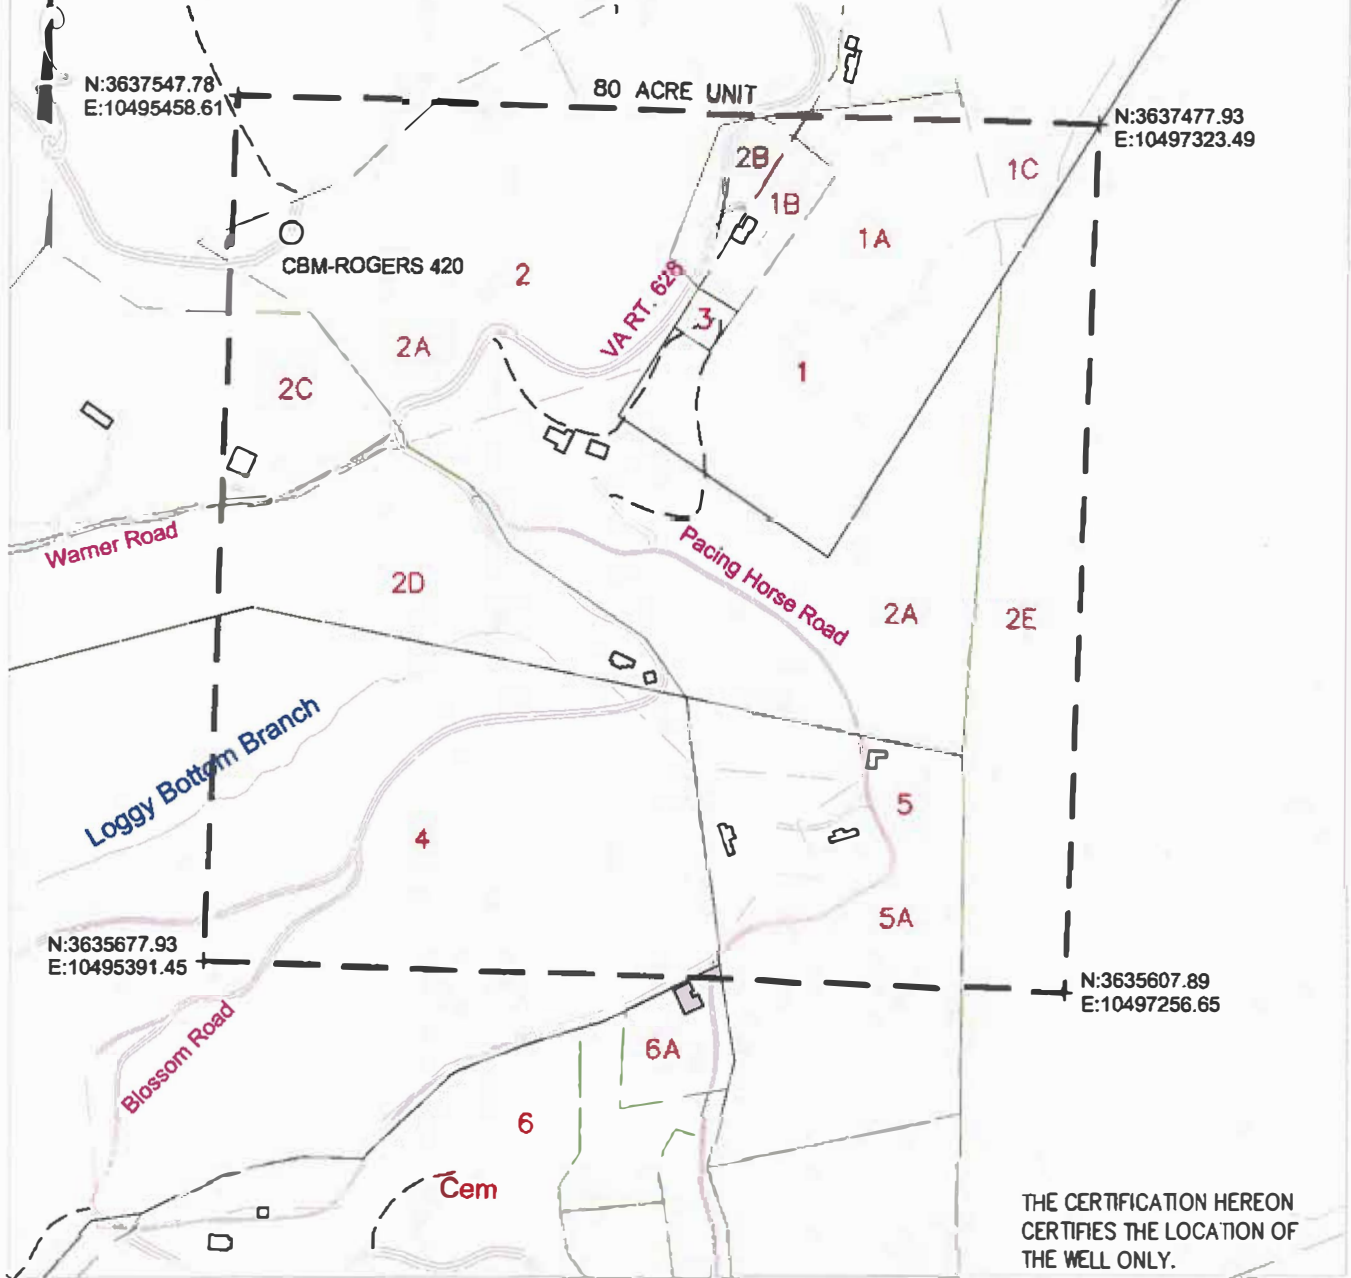 N:3637547.78
E:10495458.61
80 ACRE UNIT
N:3637477.93
E:10497323.49
2B
1C
1B
1A
CBM-ROGERS 420
2
VA RT. 628
3
2A
1
2C
Warner Road
Pacing Horse Road
2D
2A
2E
Loggy Bottom Branch
5
4
5A
N:3635677.93
E:10495391.45
N:3635607.89
E:10497256.65
Blossom Road
6A
6
Cem
THE CERTIFICATION HEREON
CERTIFIES THE LOCATION OF
THE WELL ONLY.